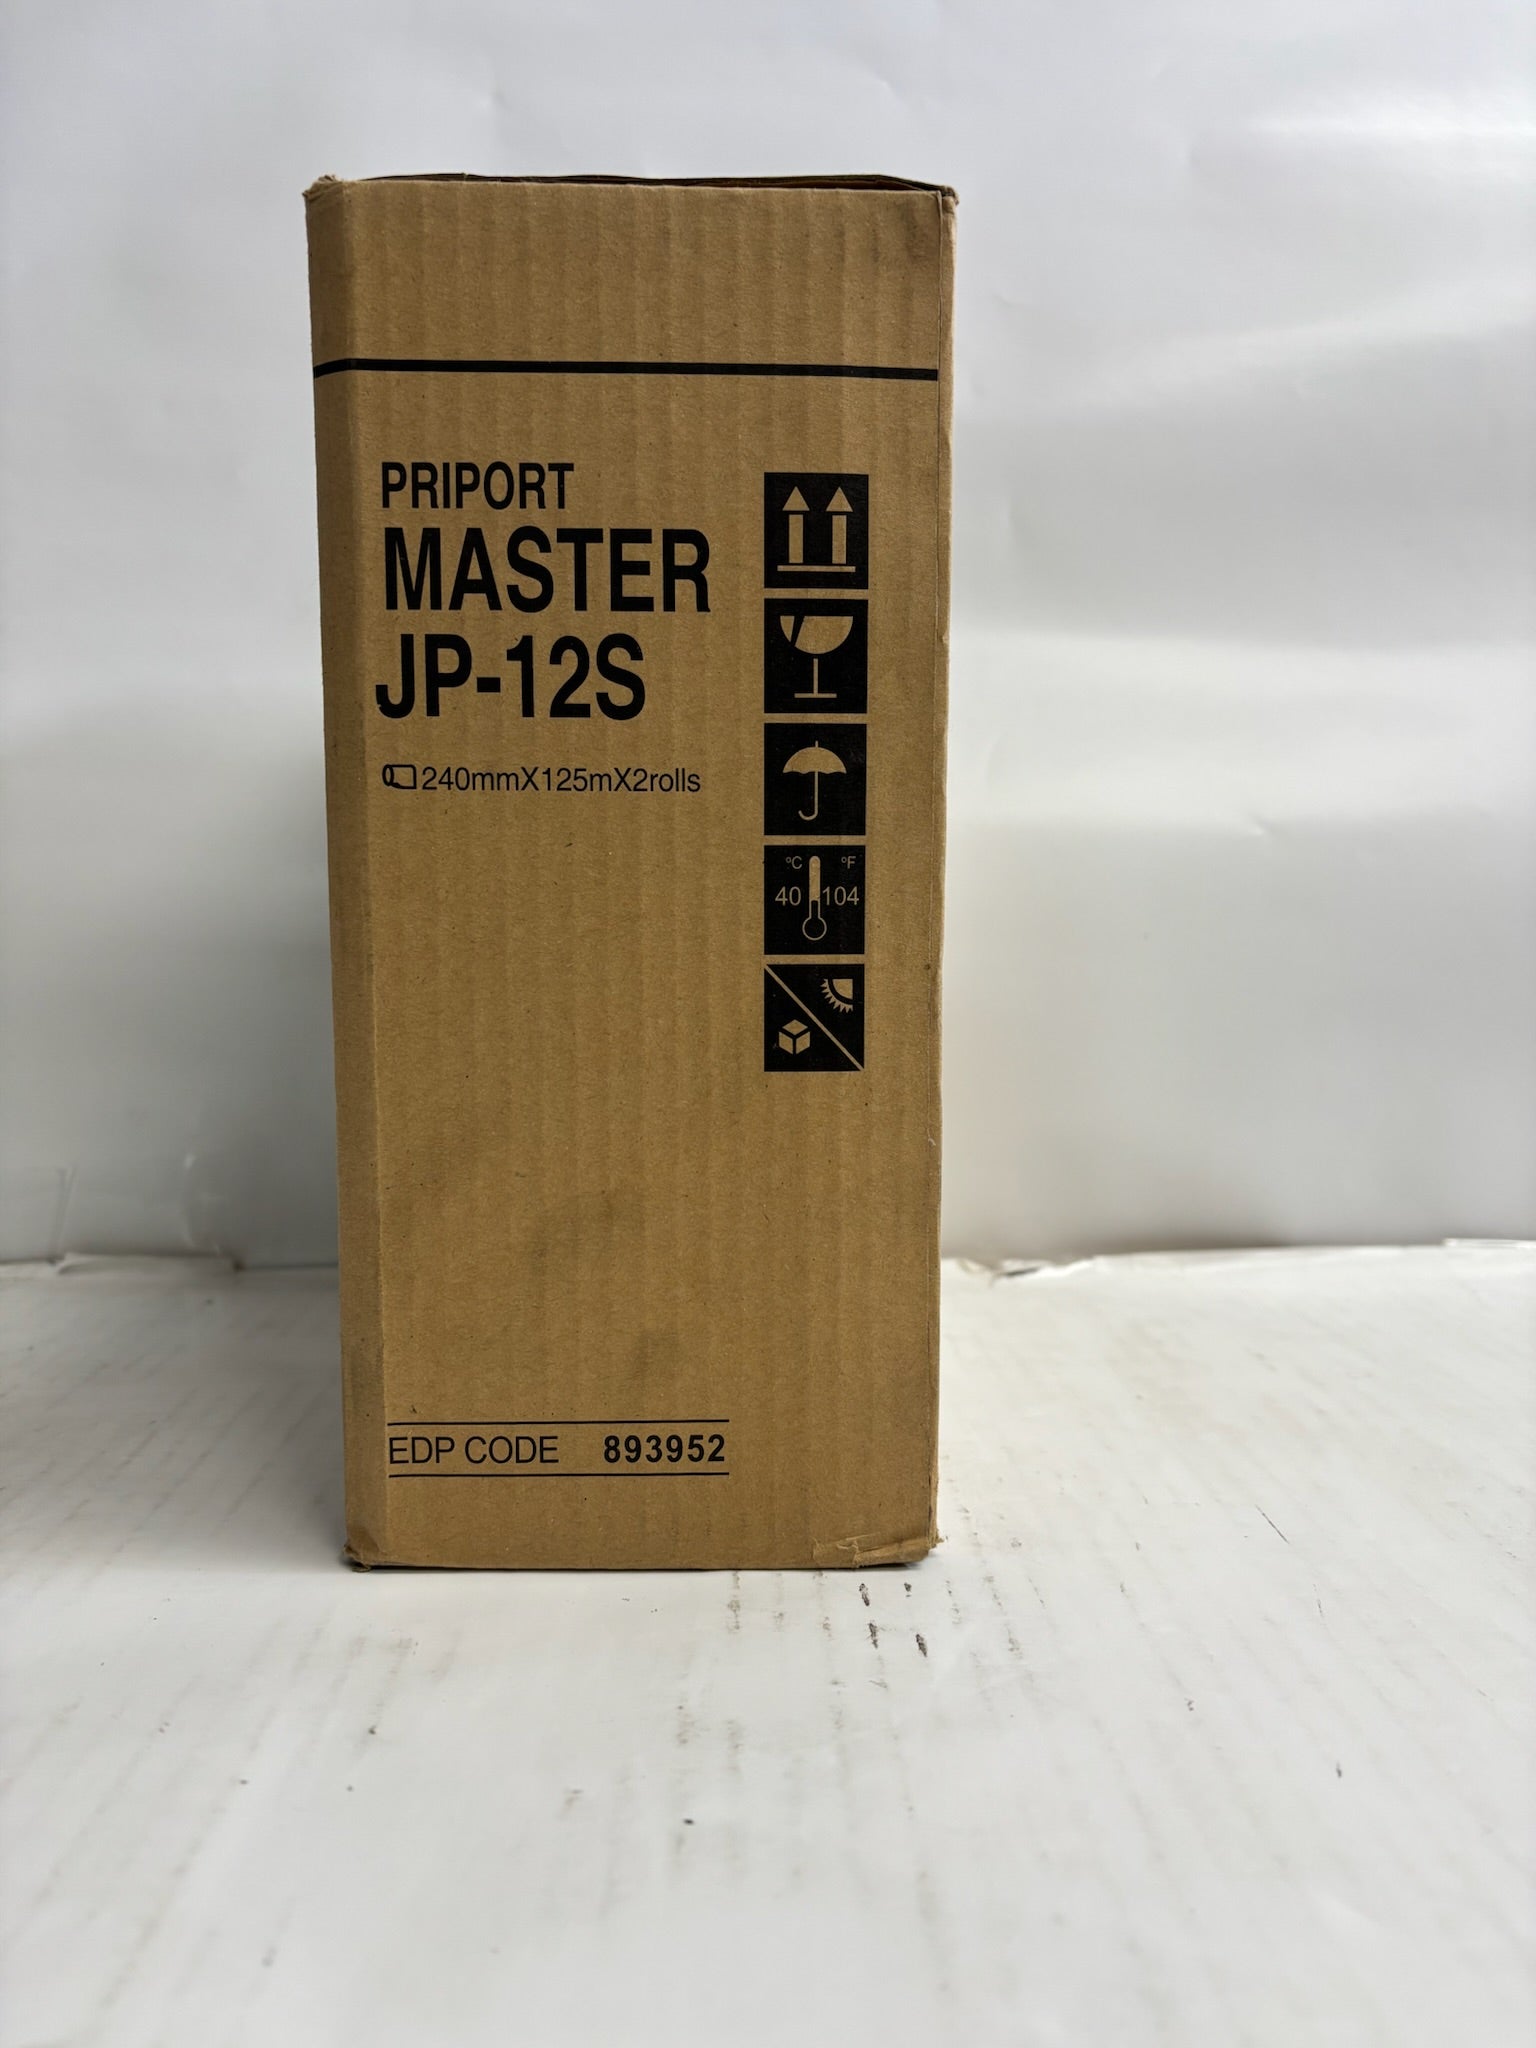 PRIPORT
MASTER
JP-12S
240mmX125mX2rolls
°C °F
40 104
EDP CODE 893952